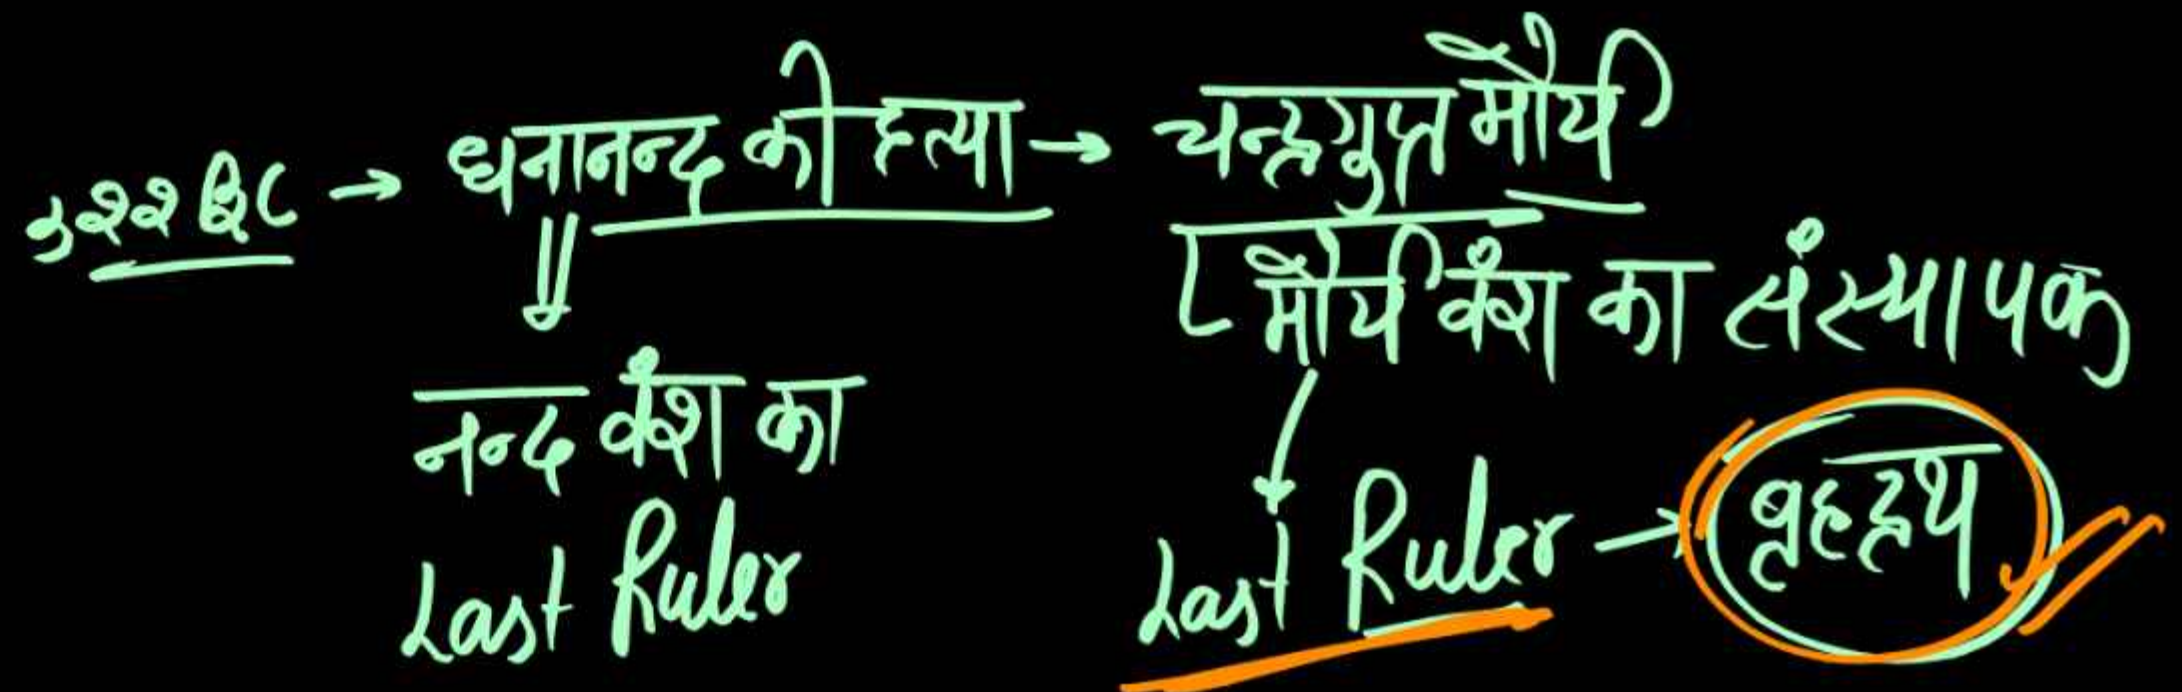 322 BC → धनानन्द की हत्या → चन्द्रगुप्त मौर्य
मौर्य वंश का संस्थापक
नन्द वंश का
Last Ruler
Last Ruler → बृहद्रथ